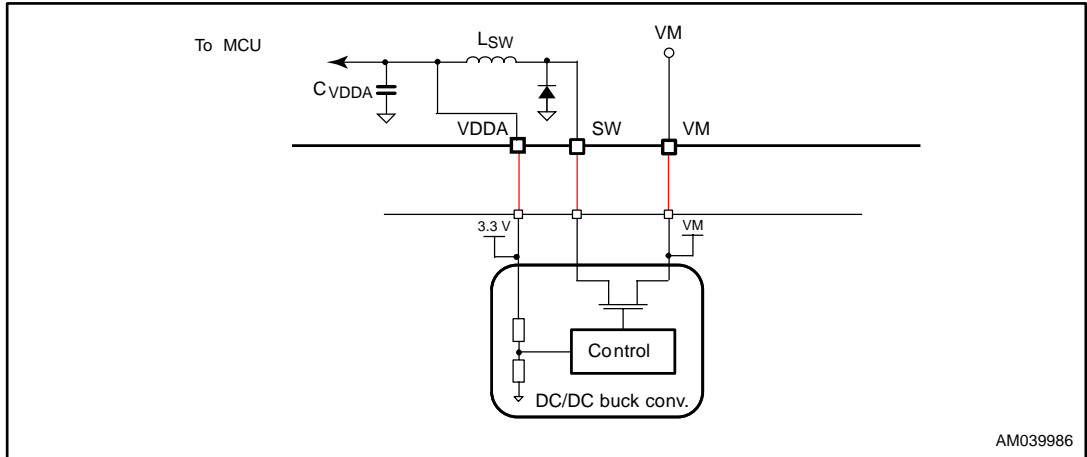 To MCU
LSW
VM
CVDDA
VDDA
SW
VM
3.3 V
VM
Control
DC/DC buck conv.
AM039986